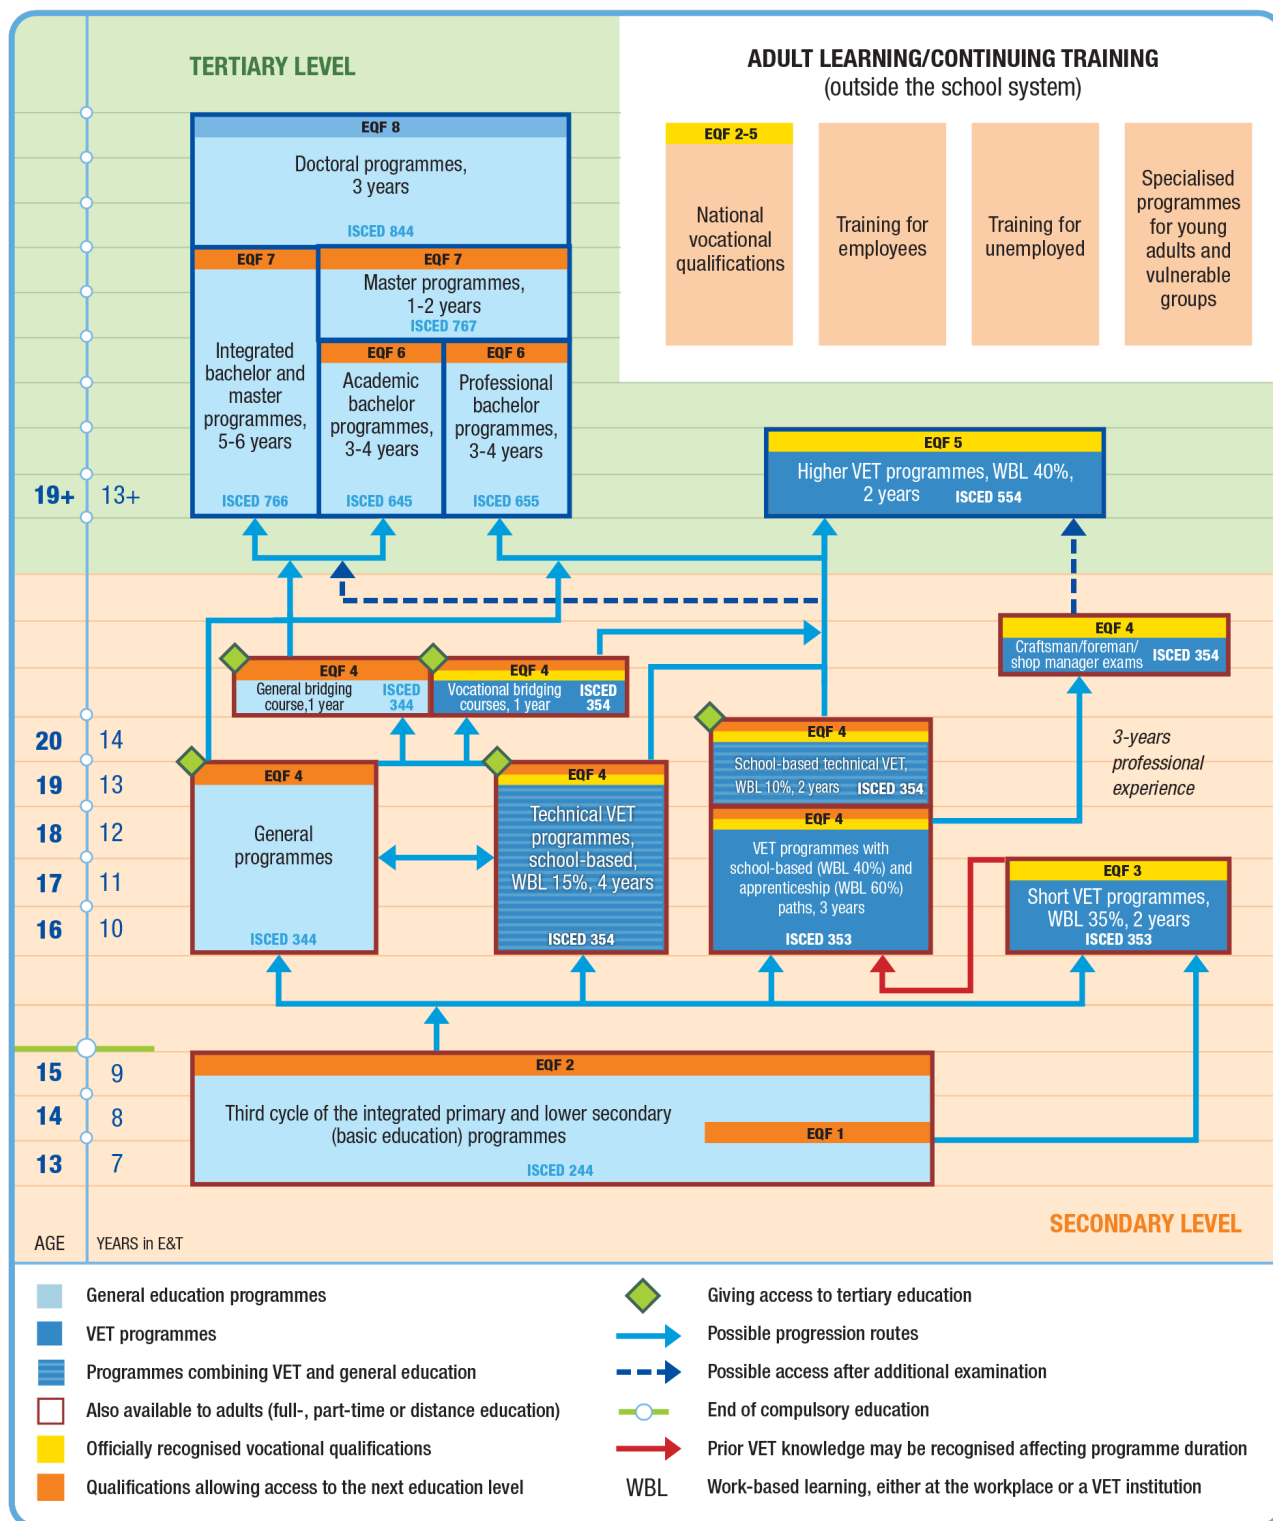 TERTIARY LEVEL
ADULT LEARNING/CONTINUING TRAINING
(outside the school system)
EQF 2-5
National
vocational
qualifications
Training for
employees
Training for
unemployed
Specialised
programmes
for young
adults and
vulnerable
groups
EQF 8
Doctoral programmes,
3 years
ISCED 844
EQF 7
Integrated
bachelor and
master
programmes,
5-6 years
ISCED 766
EQF 7
Master programmes,
1-2 years
ISCED 767
EQF 6
Academic
bachelor
programmes,
3-4 years
ISCED 645
EQF 6
Professional
bachelor
programmes,
3-4 years
ISCED 655
EQF 5
Higher VET programmes, WBL 40%,
2 years ISCED 554
19+ 13+
EQF 4
General bridging
course,1 year
ISCED
344
EQF 4
Vocational bridging
courses, 1 year
ISCED
354
EQF 4
Craftsman/foreman/
shop manager exams
ISCED 354
20 14
19 13
18 12
17 11
16 10
EQF 4
General
programmes
ISCED 344
EQF 4
Technical VET
programmes,
school-based,
WBL 15%, 4 years
ISCED 354
EQF 4
School-based technical VET,
WBL 10%, 2 years ISCED 354
EQF 4
VET programmes with
school-based (WBL 40%) and
apprenticeship (WBL 60%)
paths, 3 years
ISCED 353
3-years
professional
experience
EQF 3
Short VET programmes,
WBL 35%, 2 years
ISCED 353
15 9
14 8
13 7
EQF 2
Third cycle of the integrated primary and lower secondary
(basic education) programmes
EQF 1
ISCED 244
SECONDARY LEVEL
AGE YEARS in E&T
General education programmes
VET programmes
Programmes combining VET and general education
Also available to adults (full-, part-time or distance education)
Officially recognised vocational qualifications
Qualifications allowing access to the next education level
Giving access to tertiary education
Possible progression routes
Possible access after additional examination
End of compulsory education
Prior VET knowledge may be recognised affecting programme duration
WBL Work-based learning, either at the workplace or a VET institution